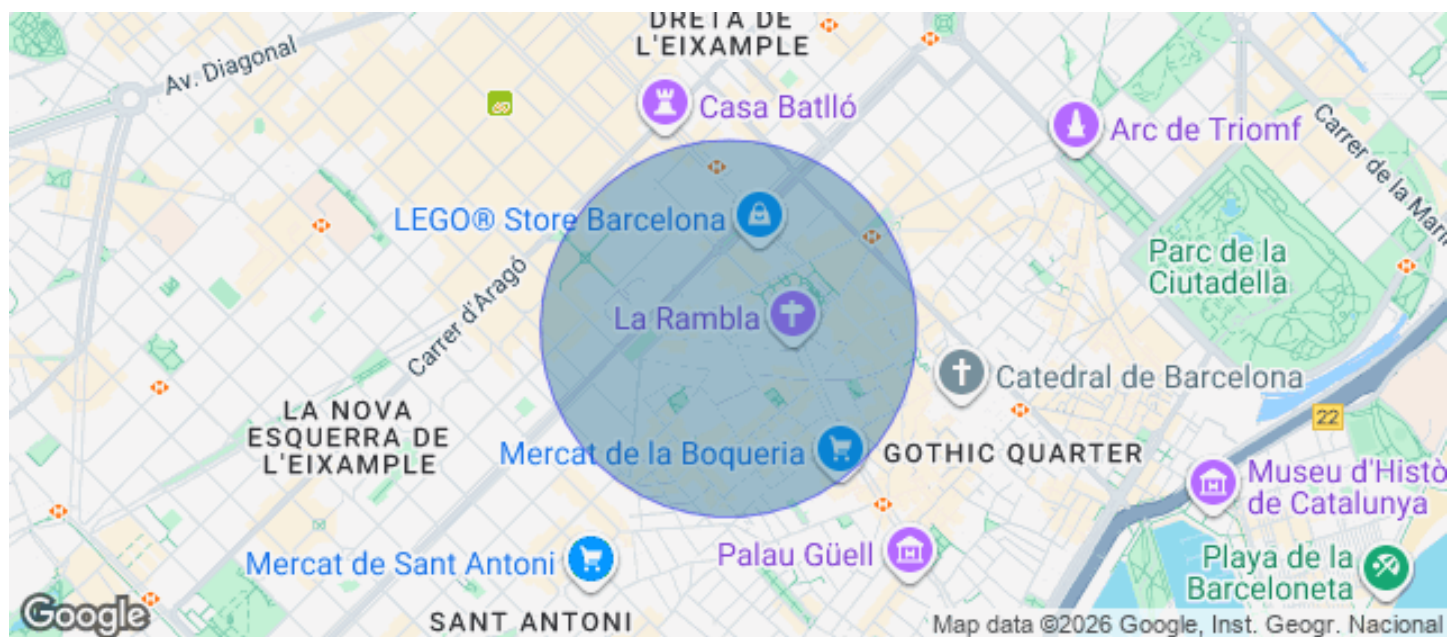 DRETA DE
L'EIXAMPLE
Av. Diagonal
Casa Batlló
Arc de Triomf
Carrer de la Mari
LEGO® Store Barcelona
Parc de la
Ciutadella
La Rambla
Carrer d'Aragó
Catedral de Barcelona
LA NOVA
ESQUERRA DE
L'EIXAMPLE
22
Mercat de la Boqueria
GOTHIC QUARTER
Museu d'Histò
de Catalunya
Mercat de Sant Antoni
Palau Güell
Playa de la
Barceloneta
SANT ANTONI
Google
Map data ©2026 Google, Inst. Geogr. Nacional